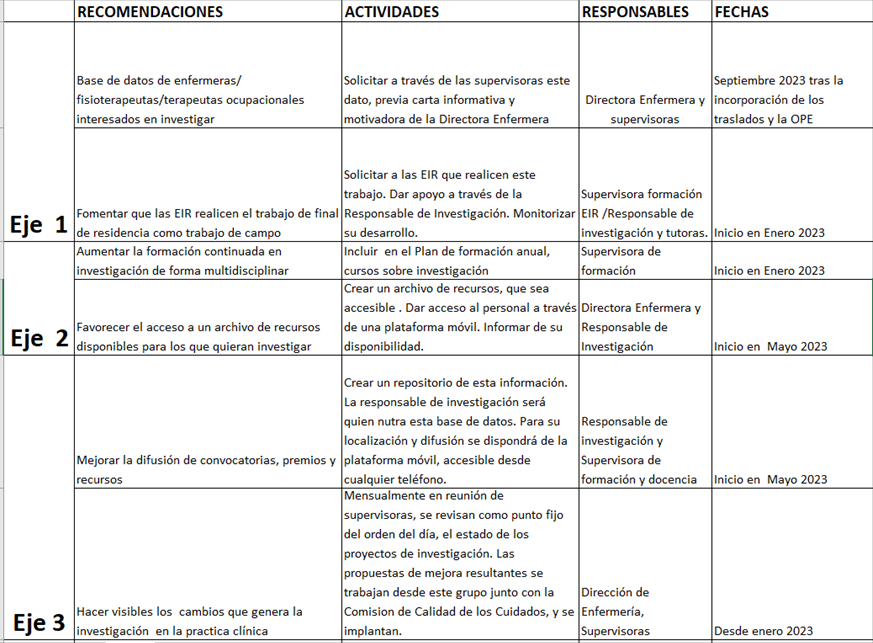 RECOMENDACIONES ACTIVIDADES RESPONSABLES FECHAS
Eje 1
Base de datos de enfermeras/
fisioterapeutas/terapeutas ocupacionales
interesados en investigar
Solicitar a través de las supervisoras este
dato, previa carta informativa y
motivadora de la Directora Enfermera
Directora Enfermera y
supervisoras
Septiembre 2023 tras la
incorporación de los
traslados y la OPE
Fomentar que las EIR realicen el trabajo de final
de residencia como trabajo de campo
Solicitar a las EIR que realicen este
trabajo. Dar apoyo a través de la
Responsable de Investigación. Monitorizar
su desarrollo.
Supervisora formación
EIR /Responsable de
investigación y tutoras.
Inicio en Enero 2023
Eje 2
Aumentar la formación continuada en
investigación de forma multidisciplinar
Incluir en el Plan de formación anual,
cursos sobre investigación
Supervisora de
formación
Inicio en Enero 2023
Favorecer el acceso a un archivo de recursos
disponibles para los que quieran investigar
Crear un archivo de recursos, que sea
accesible . Dar acceso al personal a través
de una plataforma móvil. Informar de su
disponibilidad.
Directora Enfermera y
Responsable de
Investigación
Inicio en Mayo 2023
Eje 3
Mejorar la difusión de convocatorias, premios y
recursos
Crear un repositorio de esta información.
La responsable de investigación será
quien nutra esta base de datos. Para su
localización y difusión se dispondrá de la
plataforma móvil, accesible desde
cualquier teléfono.
Responsable de
investigación y
Supervisora de
formación y docencia
Inicio en Mayo 2023
Hacer visibles los cambios que genera la
investigación en la practica clínica
Mensualmente en reunión de
supervisoras, se revisan como punto fijo
del orden del día, el estado de los
proyectos de investigación. Las
propuestas de mejora resultantes se
trabajan desde este grupo junto con la
Comision de Calidad de los Cuidados, y se
implantan.
Dirección de
Enfermería,
Supervisoras
Desde enero 2023